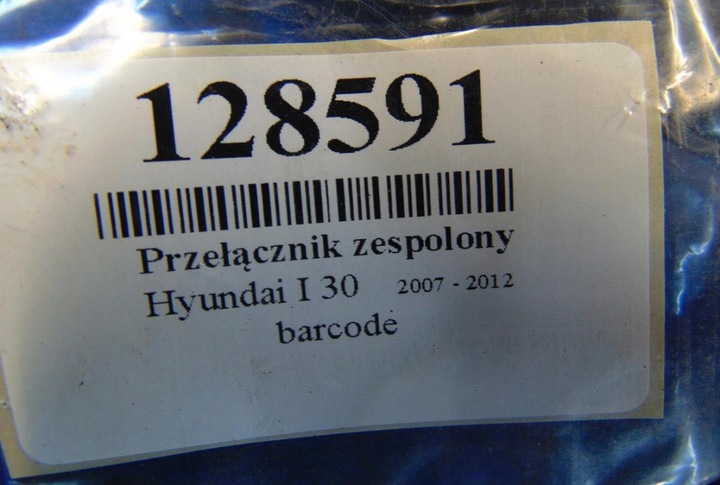 128591
Przełącznik zespolony
Hyundai I 30 2007 - 2012
barcode